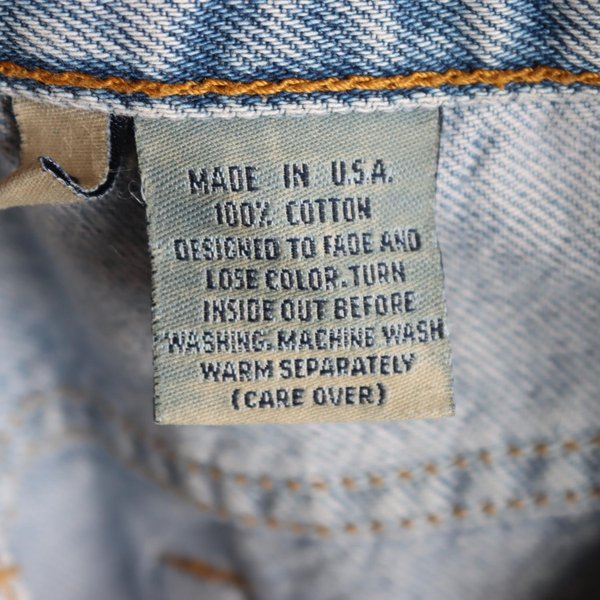 MADE IN U.S.A.
100% COTTON
DESIGNED TO FADE AND
LOSE COLOR. TURN
INSIDE OUT BEFORE
WASHING. MACHINE WASH
WARM SEPARATELY
(CARE OVER)